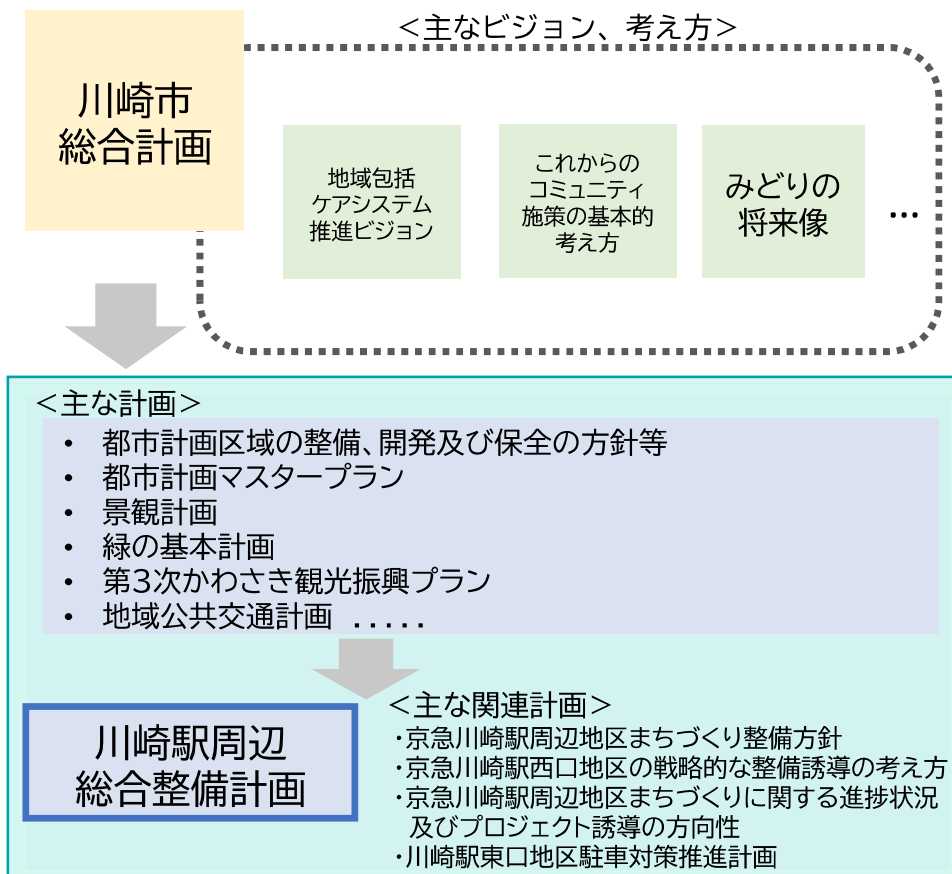 ＜主なビジョン、考え方＞
川崎市
総合計画
地域包括
ケアシステム
推進ビジョン
これからの
コミュニティ
施策の基本的
考え方
みどりの
将来像
…
＜主な計画＞
• 都市計画区域の整備、開発及び保全の方針等
• 都市計画マスタープラン
• 景観計画
• 緑の基本計画
• 第３次かわさき観光振興プラン
• 地域公共交通計画 ．．．．．
川崎駅周辺
総合整備計画
＜主な関連計画＞
・京急川崎駅周辺地区まちづくり整備方針
・京急川崎駅西口地区の戦略的な整備誘導の考え方
・京急川崎駅周辺地区まちづくりに関する進捗状況
及びプロジェクト誘導の方向性
・川崎駅東口地区駐車対策推進計画